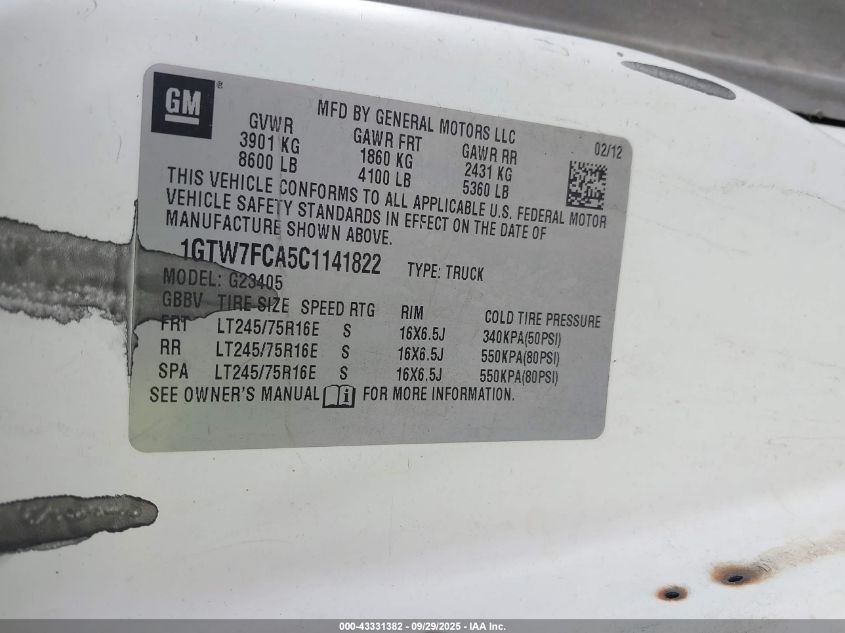 GM®
MFD BY GENERAL MOTORS LLC
02/12
GVWR GAWR FRT GAWR RR
3901 KG 1860 KG 2431 KG
8600 LB 4100 LB 5360 LB
THIS VEHICLE CONFORMS TO ALL APPLICABLE U.S. FEDERAL MOTOR
VEHICLE SAFETY STANDARDS IN EFFECT ON THE DATE OF
MANUFACTURE SHOWN ABOVE.
1GTW7FCA5C1141822 TYPE: TRUCK
MODEL: G23405
GBBV TIRE SIZE SPEED RTG RIM COLD TIRE PRESSURE
FRT LT245/75R16E S 16X6.5J 340KPA(50PSI)
RR LT245/75R16E S 16X6.5J 550KPA(80PSI)
SPA LT245/75R16E S 16X6.5J 550KPA(80PSI)
SEE OWNER'S MANUAL i FOR MORE INFORMATION.
000-43331382 - 09/29/2025 - IAA Inc.